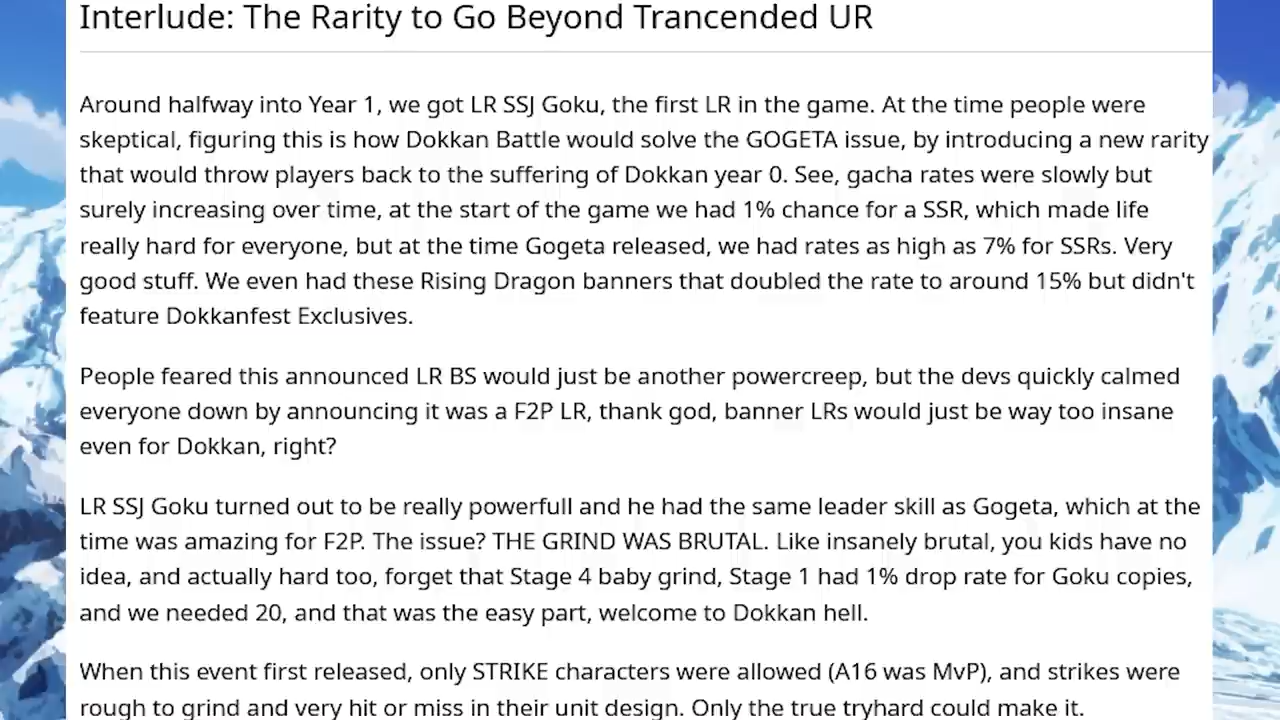 Interlude: The Rarity to Go Beyond Trancended UR
Around halfway into Year 1, we got LR SSJ Goku, the first LR in the game. At the time people were
skeptical, figuring this is how Dokkan Battle would solve the GOGETA issue, by introducing a new rarity
that would throw players back to the suffering of Dokkan year 0. See, gacha rates were slowly but
surely increasing over time, at the start of the game we had 1% chance for a SSR, which made life
really hard for everyone, but at the time Gogeta released, we had rates as high as 7% for SSRs. Very
good stuff. We even had these Rising Dragon banners that doubled the rate to around 15% but didn't
feature Dokkanfest Exclusives.
People feared this announced LR BS would just be another powercreep, but the devs quickly calmed
everyone down by announcing it was a F2P LR, thank god, banner LRs would just be way too insane
even for Dokkan, right?
LR SSJ Goku turned out to be really powerfull and he had the same leader skill as Gogeta, which at the
time was amazing for F2P. The issue? THE GRIND WAS BRUTAL. Like insanely brutal, you kids have no
idea, and actually hard too, forget that Stage 4 baby grind, Stage 1 had 1% drop rate for Goku copies,
and we needed 20, and that was the easy part, welcome to Dokkan hell.
When this event first released, only STRIKE characters were allowed (A16 was MvP), and strikes were
rough to grind and very hit or miss in their unit design. Only the true tryhard could make it.